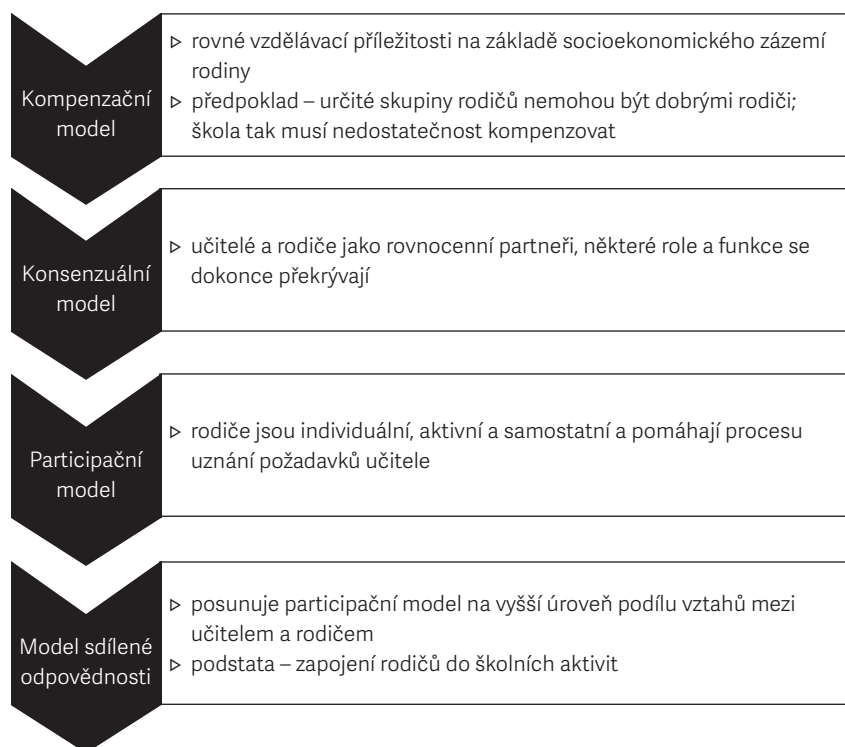 Kompenzační
model
▹ rovné vzdělávací příležitosti na základě socioekonomického zázemí
rodiny
▹ předpoklad – určité skupiny rodičů nemohou být dobrými rodiči;
škola tak musí nedostatečnost kompenzovat
Konsenzuální
model
▹ učitelé a rodiče jako rovnocenní partneři, některé role a funkce se
dokonce překrývají
Participační
model
▹ rodiče jsou individuální, aktivní a samostatní a pomáhají procesu
uznání požadavků učitele
Model sdílené
odpovědnosti
▹ posunuje participační model na vyšší úroveň podílu vztahů mezi
učitelem a rodičem
▹ podstata – zapojení rodičů do školních aktivit